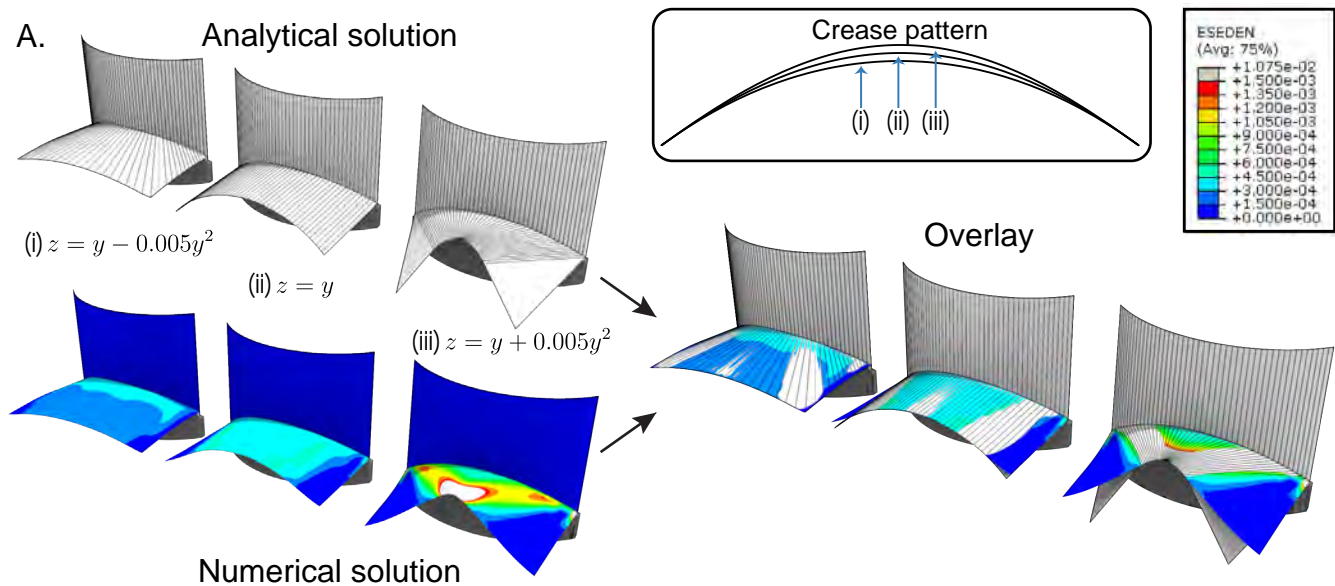 A.
Analytical solution
Crease pattern
(i)
(ii)
(iii)
ESEDEN
(Avg: 75%)
+1.075e-02
+1.500e-03
+1.350e-03
+1.200e-03
+1.050e-03
+9.000e-04
+7.500e-04
+6.000e-04
+4.500e-04
+3.000e-04
+1.500e-04
+0.000e+00
(i) z = y − 0.005y²
(ii) z = y
(iii) z = y + 0.005y²
Overlay
Numerical solution